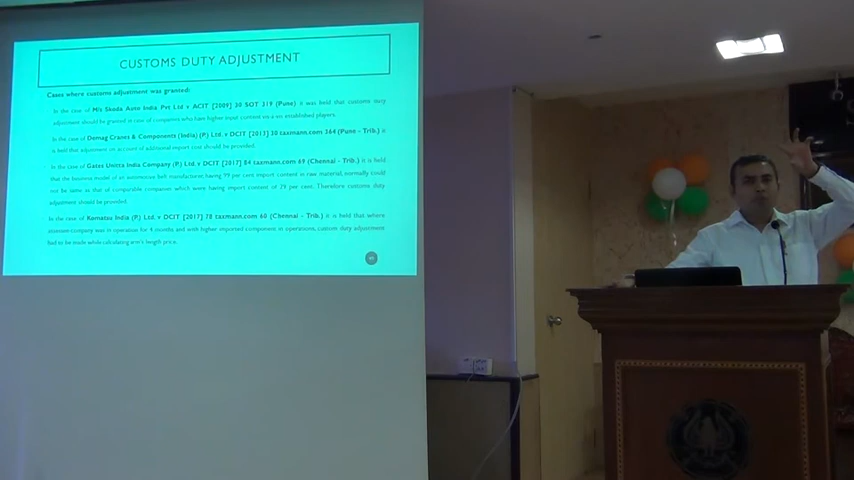 CUSTOMS DUTY ADJUSTMENT
Cases where customs adjustment was granted:
In the case of M/s Skoda Auto India Pvt Ltd v ACIT [2009] 30 SOT 319 (Pune) it was held that customs duty
adjustment should be granted in case of companies who have higher import content vis a vis established players.
In the case of Demag Cranes & Components (India) (P.) Ltd. v DCIT [2013] 30 taxmann.com 364 (Pune - Trib.) it
is held that adjustment on account of additional import cost should be provided.
In the case of Gates Unitta India Company (P.) Ltd. v DCIT [2017] 84 taxmann.com 69 (Chennai - Trib.) it is held
that the business model of an automotive belt manufacturer, having 99 per cent import content in raw material, normally could
not be same as that of comparable companies which were having import content of 29 per cent. Therefore customs duty
adjustment should be provided.
In the case of Komatsu India (P.) Ltd. v DCIT [2017] 78 taxmann.com 60 (Chennai - Trib.) it is held that where
assessee-company was in operation for 4 months and with higher imported component in operations, custom duty adjustment
had to be made while calculating arm's length price.